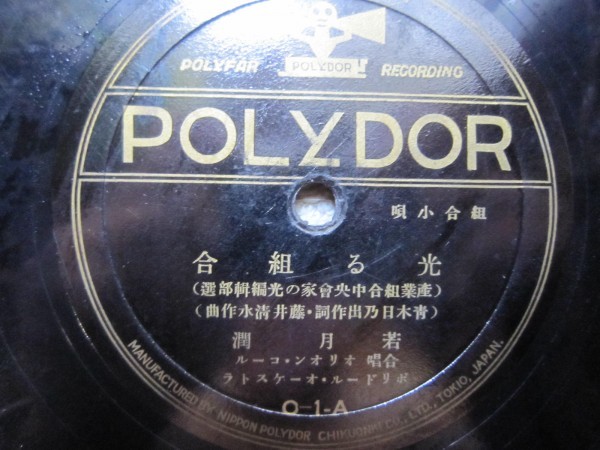 POLYFAR POLYDOR RECORDING
POLYDOR
組合小唄
光る組合
(産業組合中央會家の光編輯部選)
(青木日乃出作詞・藤井清水作曲)
若月潤
合唱 オリオン・コール
ポリドール・オーケストラ
O-1-A
MANUFACTURED BY NIPPON POLYDOR CHIKUONKI CO., LTD., TOKIO, JAPAN.